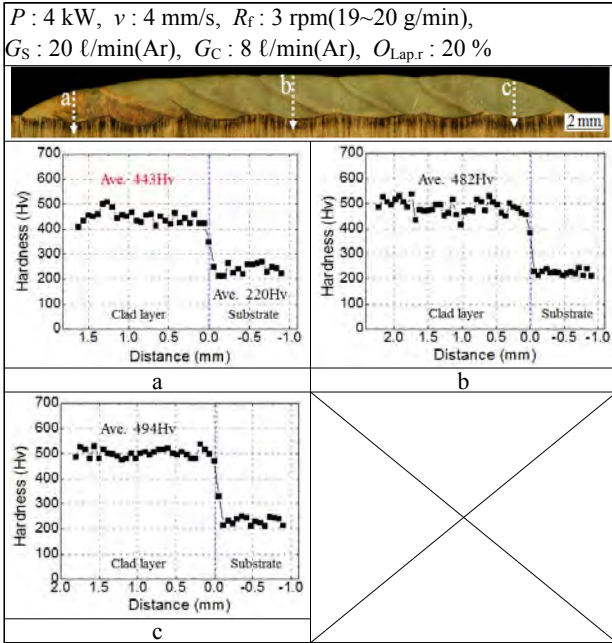 P : 4 kW, v : 4 mm/s, Rf : 3 rpm(19~20 g/min),
GS : 20 ℓ/min(Ar), GC : 8 ℓ/min(Ar), OLap.r : 20 %
a
b
c
2 mm
700
600
500
400
300
200
100
0
Hardness (Hv)
Ave. 443Hv
Ave. 220Hv
Clad layer
Substrate
1.5 1.0 0.5 0.0 -0.5 -1.0
Distance (mm)
a
700
600
500
400
300
200
100
0
Hardness (Hv)
Ave. 482Hv
Clad layer
Substrate
2.0 1.5 1.0 0.5 0.0 -0.5 -1.0
Distance (mm)
b
700
600
500
400
300
200
100
0
Hardness (Hv)
Ave. 494Hv
Clad layer
Substrate
2.0 1.5 1.0 0.5 0.0 -0.5 -1.0
Distance (mm)
c